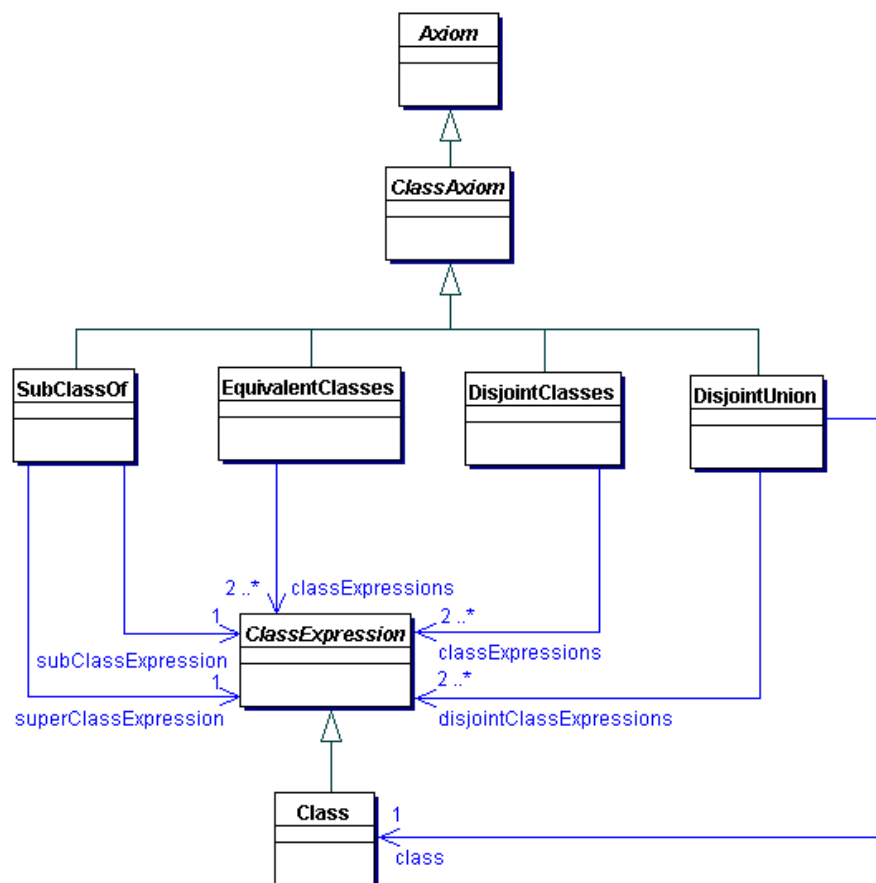 Axiom
ClassAxiom
SubClassOf
EquivalentClasses
DisjointClasses
DisjointUnion
2 ..*
classExpressions
1
ClassExpression
2 ..*
subClassExpression
classExpressions
1
2 ..*
superClassExpression
disjointClassExpressions
Class
1
class